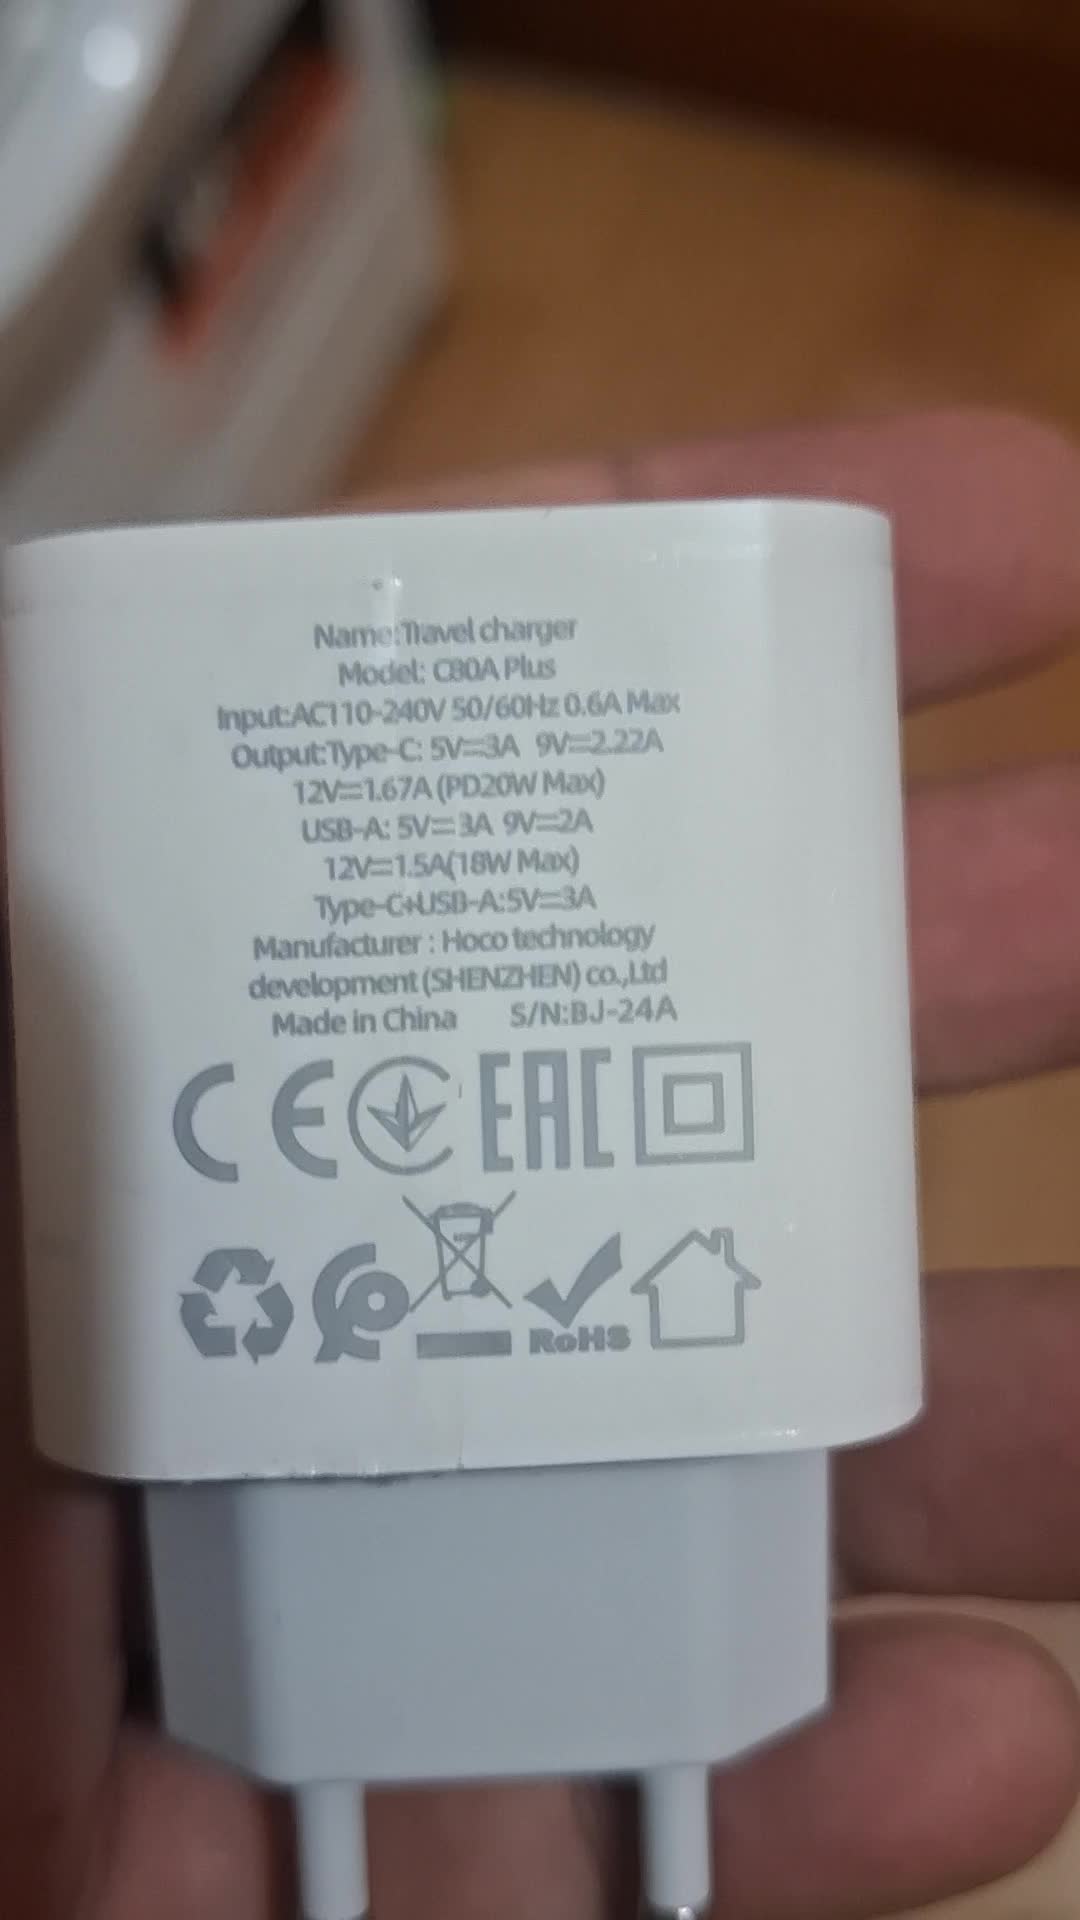 Name:Travel charger
Model: C80A Plus
Input:AC110-240V 50/60Hz 0.6A Max
Output:Type-C: 5V⎓3A 9V⎓2.22A
12V⎓1.67A (PD20W Max)
USB-A: 5V⎓3A 9V⎓2A
12V⎓1.5A(18W Max)
Type-C+USB-A:5V⎓3A
Manufacturer : Hoco technology
development (SHENZHEN) co.,Ltd
Made in China S/N:BJ-24A
CE EAC
RoHS